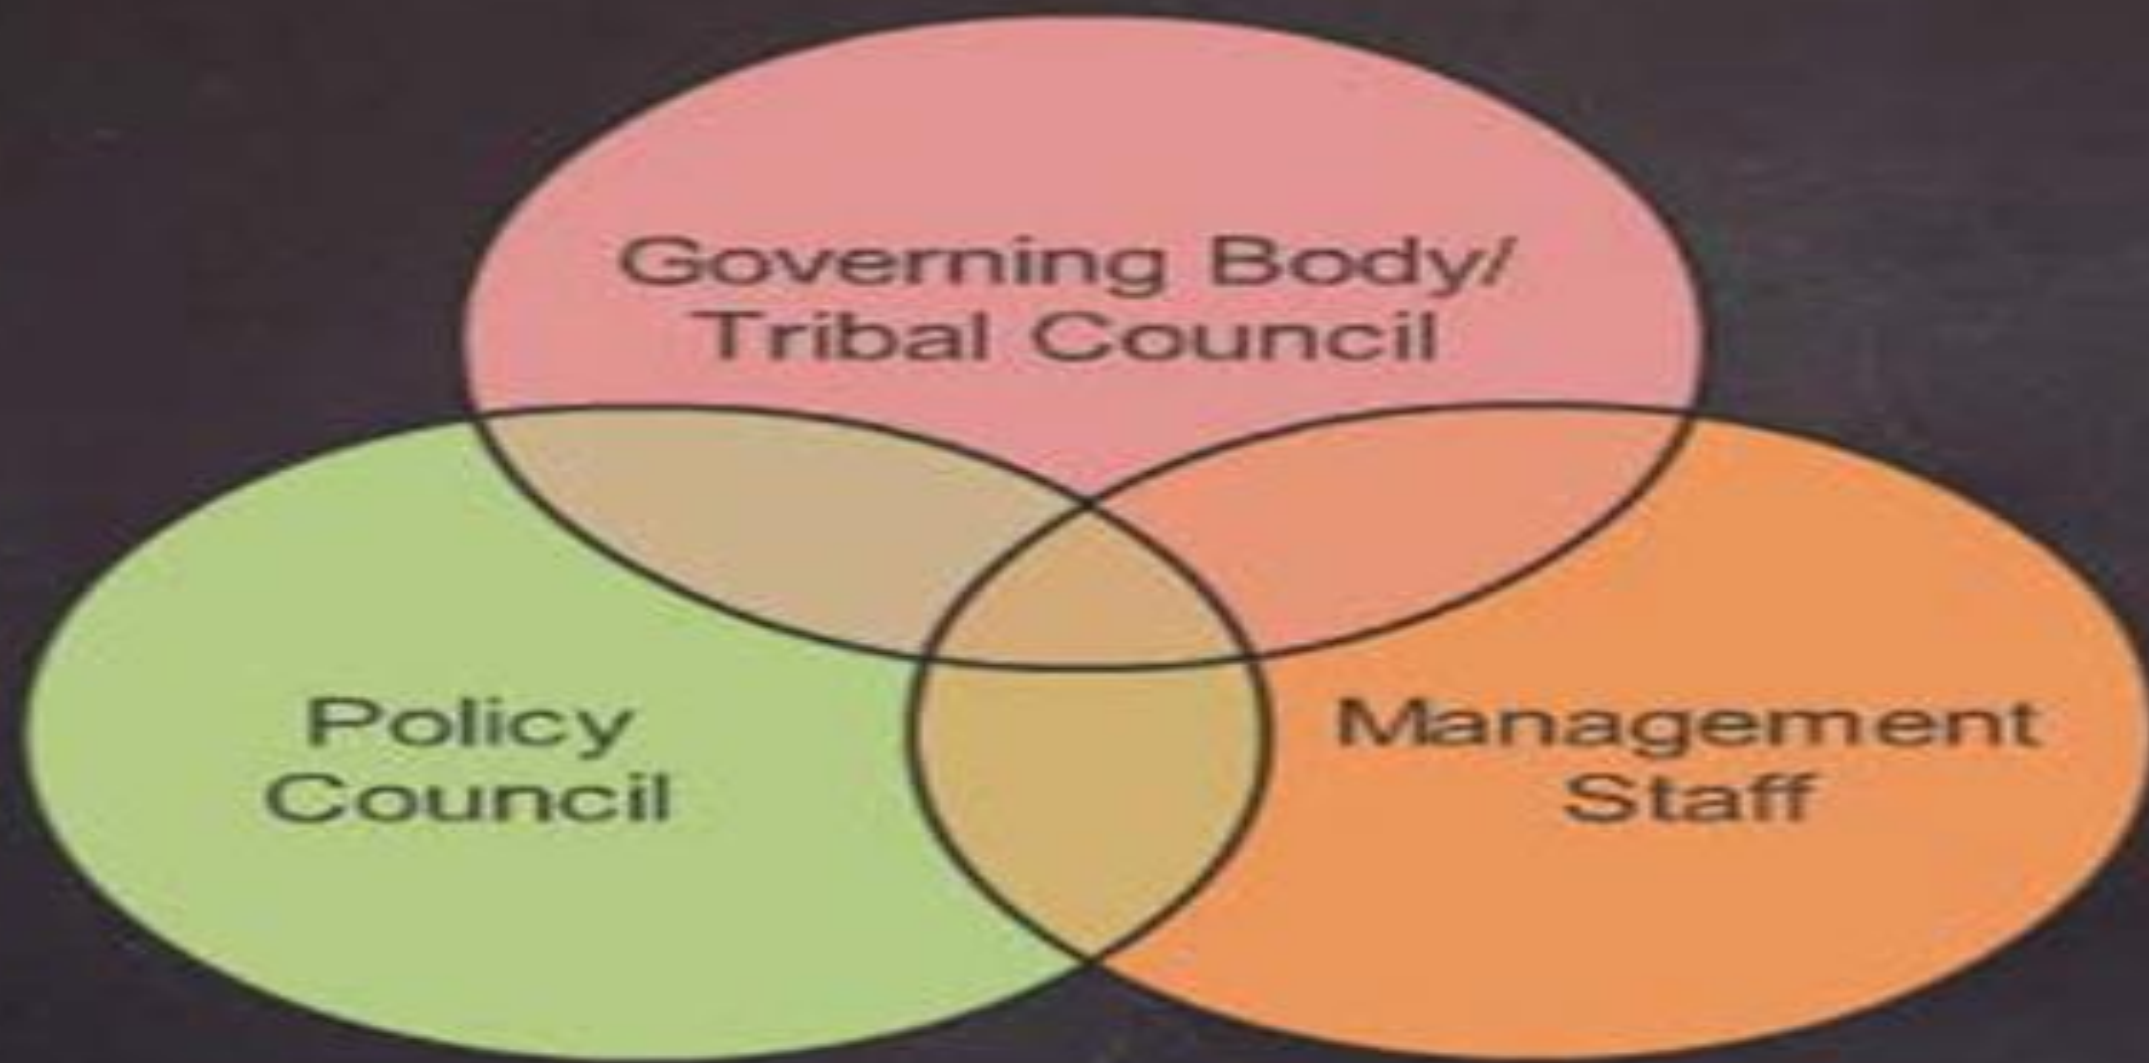 Governing Body/
Tribal Council
Policy
Council
Management
Staff